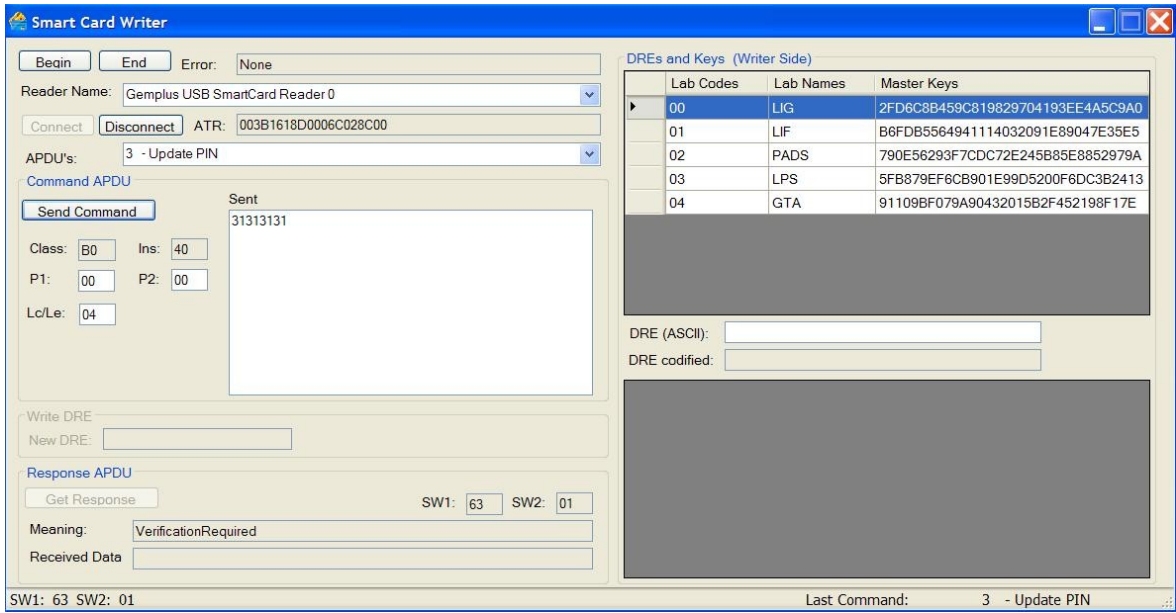 Smart Card Writer
Begin End Error: None
Reader Name: Gemplus USB SmartCard Reader 0
Connect Disconnect ATR: 003B1618D0006C028C00
APDU's: 3 - Update PIN
Command APDU
Send Command
Sent
31313131
Class: B0 Ins: 40
P1: 00 P2: 00
Lc/Le: 04
Write DRE
New DRE:
Response APDU
Get Response SW1: 63 SW2: 01
Meaning: VerificationRequired
Received Data
DREs and Keys (Writer Side)
Lab Codes Lab Names Master Keys
00 LIG 2FD6C8B459C819829704193EE4A5C9A0
01 LIF B6FDB5564941114032091E89047E35E5
02 PADS 790E56293F7CDC72E245B85E8852979A
03 LPS 5FB879EF6CB901E99D5200F6DC3B2413
04 GTA 91109BF079A90432015B2F452198F17E
DRE (ASCII):
DRE codified:
SW1: 63 SW2: 01 Last Command: 3 - Update PIN